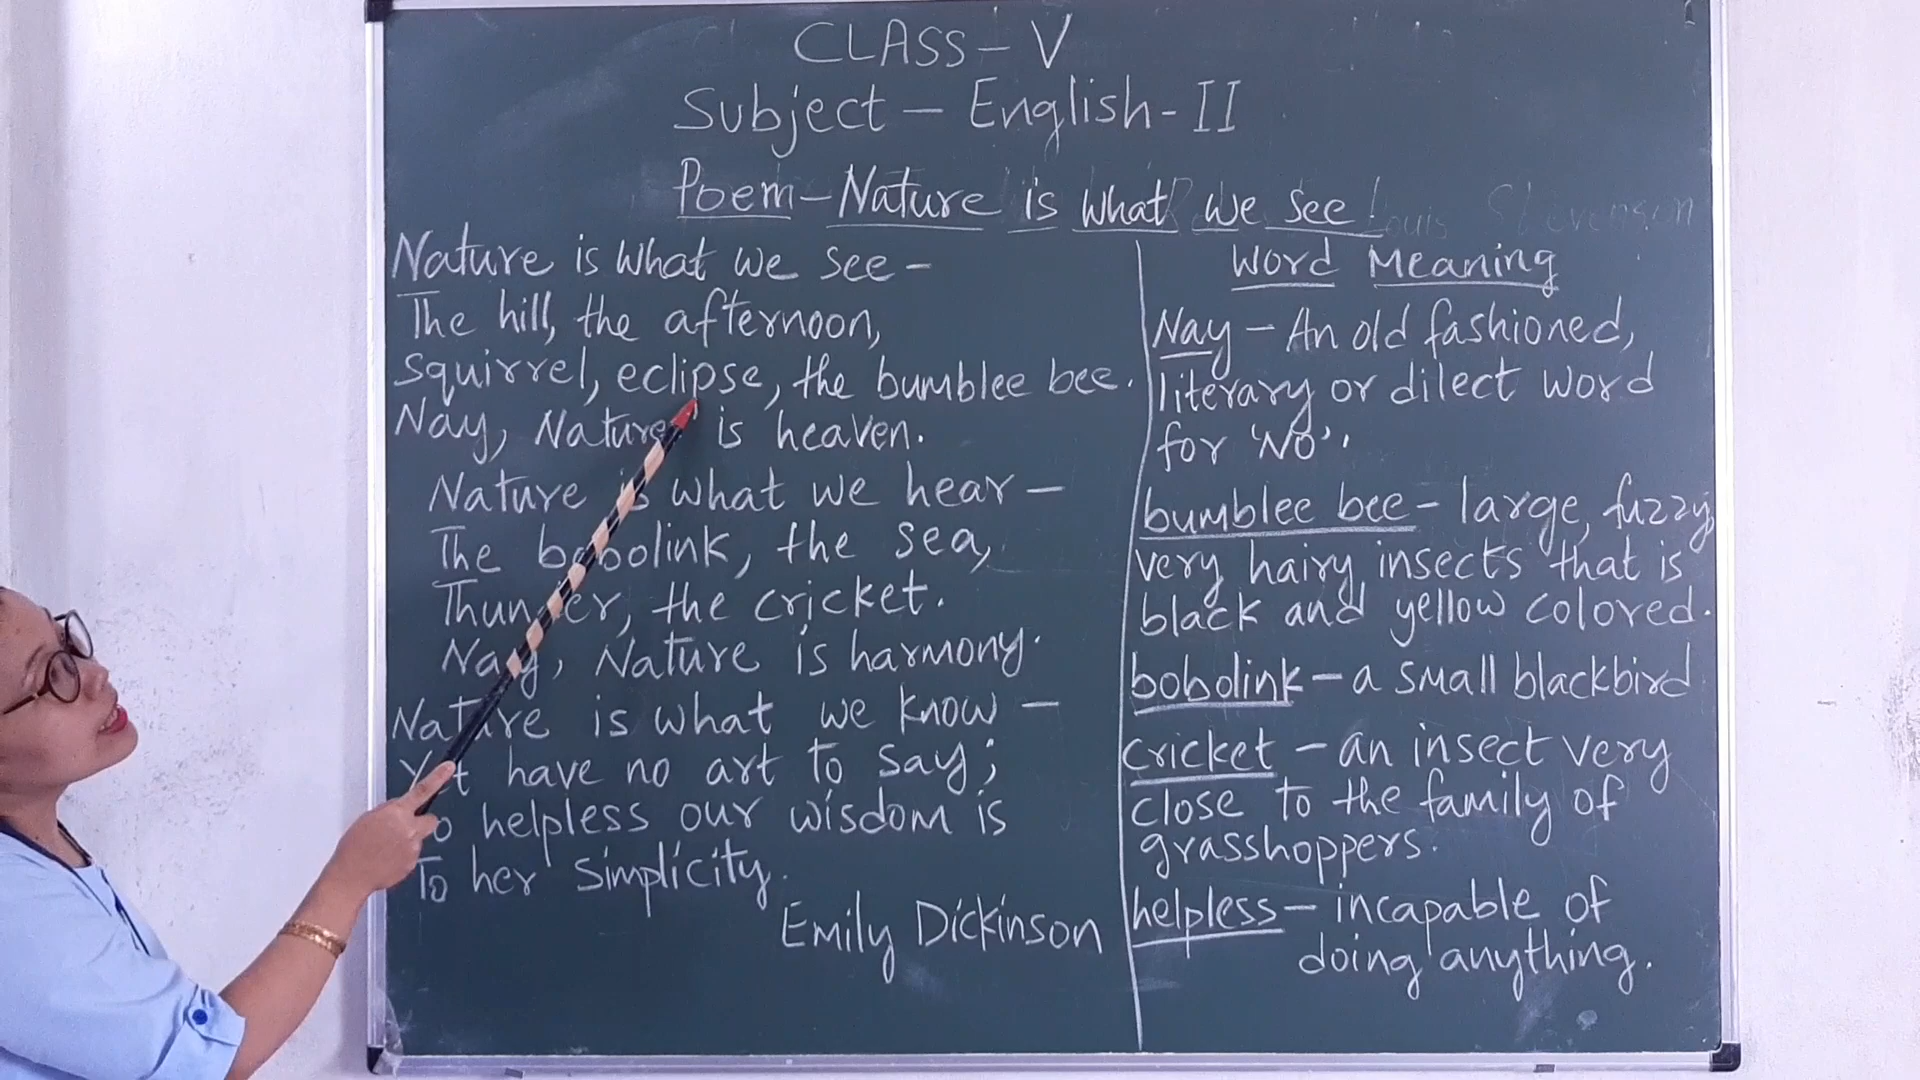 CLASS - V
Subject - English - II
Poem - Nature is what we see!
Nature is what we see -
The hill, the afternoon,
Squirrel, eclipse, the bumblee bee.
Nay, Nature is heaven.
Nature is what we hear -
The bobolink, the sea,
Thunder, the cricket.
Nay, Nature is harmony.
Nature is what we know -
Yet have no art to say;
So helpless our wisdom is
To her simplicity.
Emily Dickinson
Word Meaning
Nay - An old fashioned,
literary or dilect word
for 'NO'.
bumblee bee - large, fuzzy,
very hairy insects that is
black and yellow colored.
bobolink - a small blackbird
cricket - an insect very
close to the family of
grasshoppers.
helpless - incapable of
doing anything.